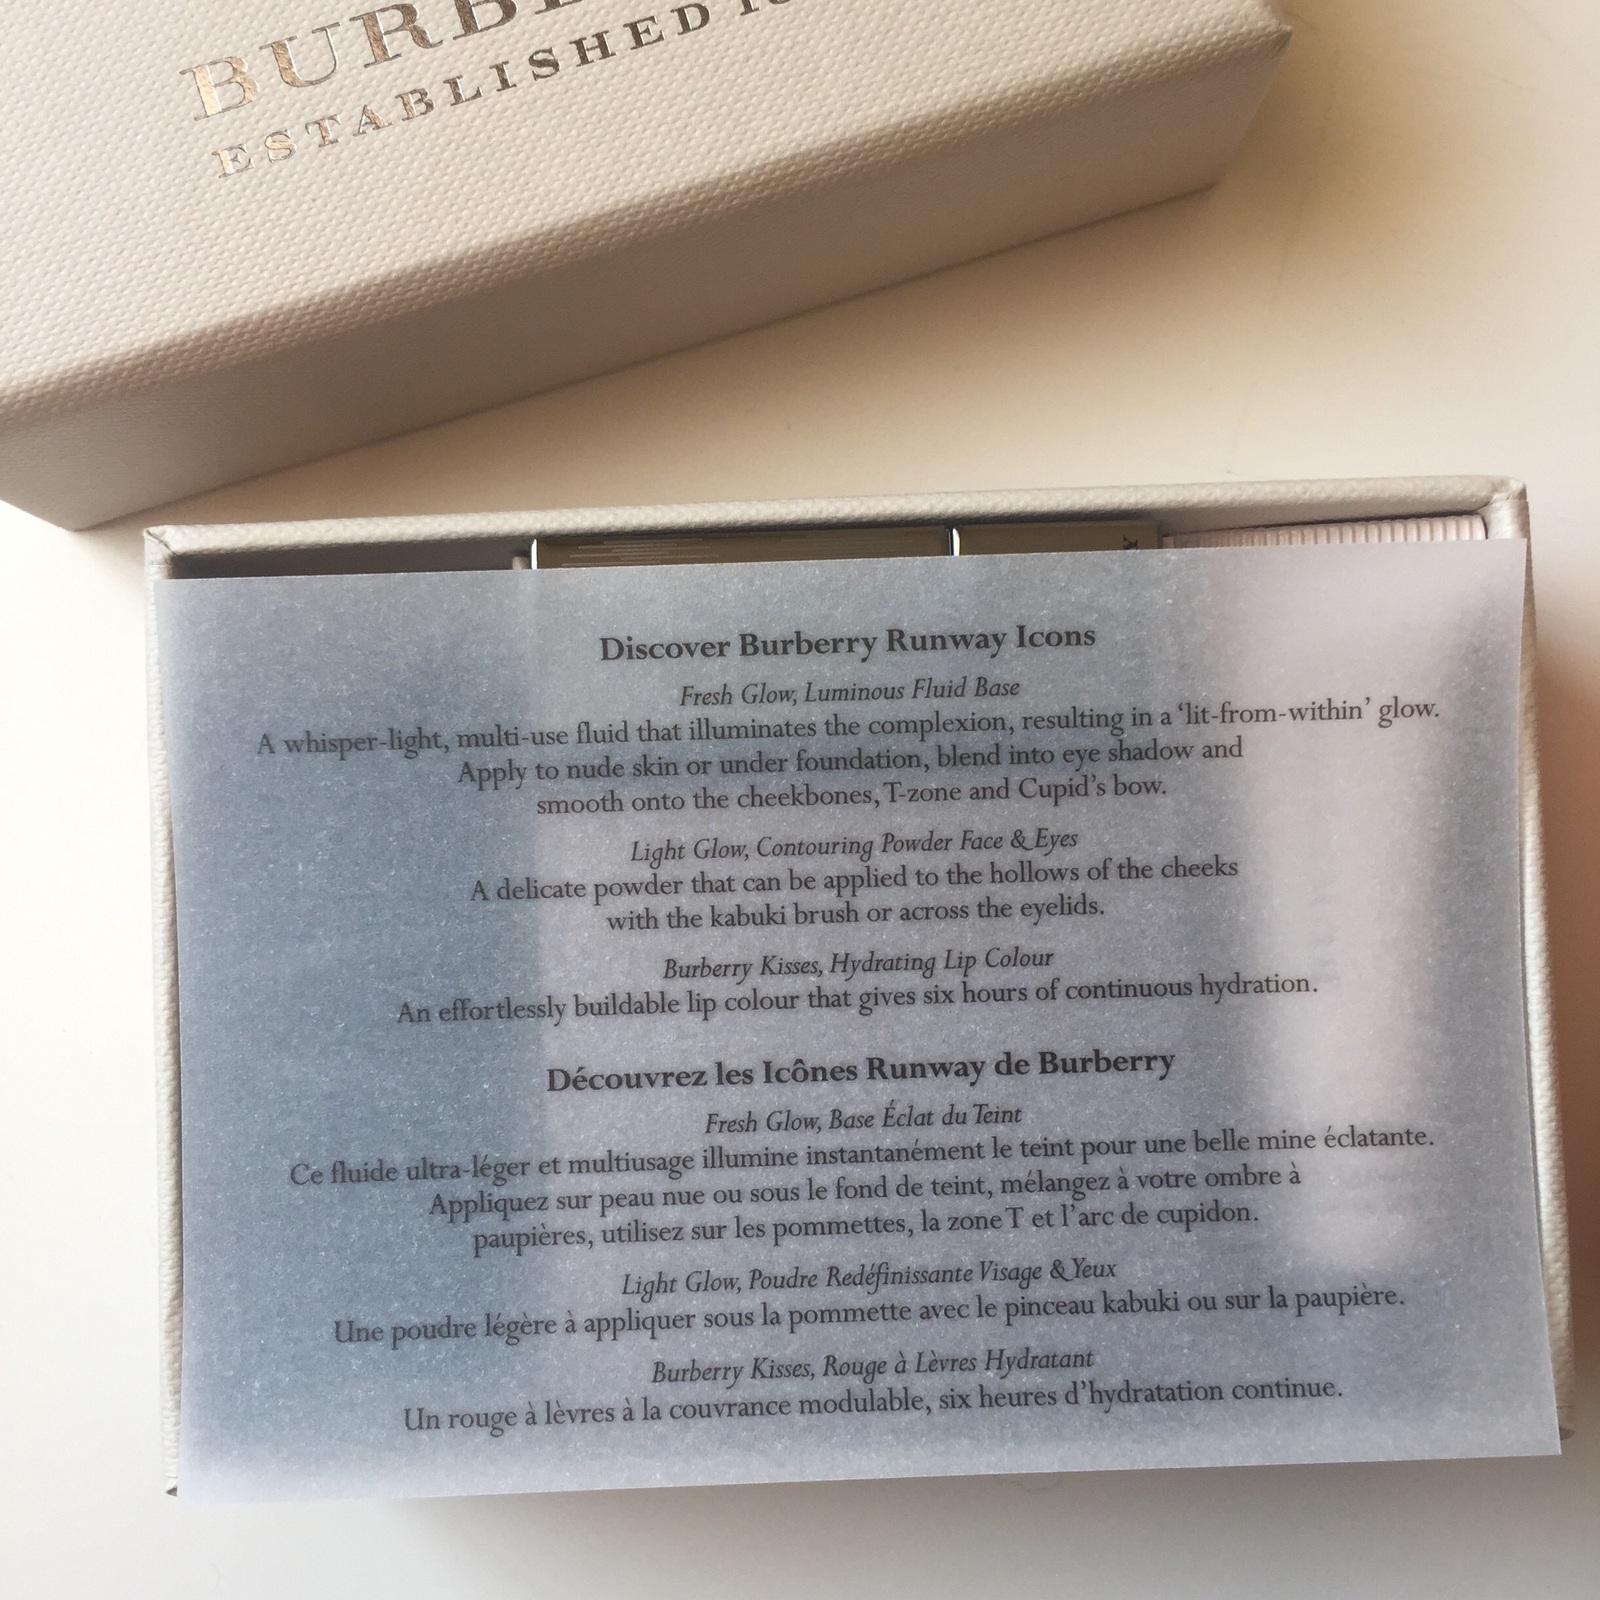 ESTABLISHED
Discover Burberry Runway Icons
Fresh Glow, Luminous Fluid Base
A whisper-light, multi-use fluid that illuminates the complexion, resulting in a ‘lit-from-within’ glow.
Apply to nude skin or under foundation, blend into eye shadow and
smooth onto the cheekbones, T-zone and Cupid’s bow.
Light Glow, Contouring Powder Face & Eyes
A delicate powder that can be applied to the hollows of the cheeks
with the kabuki brush or across the eyelids.
Burberry Kisses, Hydrating Lip Colour
An effortlessly buildable lip colour that gives six hours of continuous hydration.
Découvrez les Icônes Runway de Burberry
Fresh Glow, Base Éclat du Teint
Ce fluide ultra-léger et multiusage illumine instantanément le teint pour une belle mine éclatante.
Appliquez sur peau nue ou sous le fond de teint, mélangez à votre ombre à
paupières, utilisez sur les pommettes, la zone T et l’arc de cupidon.
Light Glow, Poudre Redéfinissante Visage & Yeux
Une poudre légère à appliquer sous la pommette avec le pinceau kabuki ou sur la paupière.
Burberry Kisses, Rouge à Lèvres Hydratant
Un rouge à lèvres à la couvrance modulable, six heures d’hydratation continue.